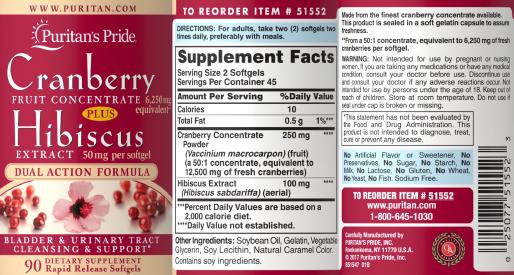 WWW.PURITAN.COM
Puritan's Pride®
Cranberry
FRUIT CONCENTRATE 6,250 mg
equivalent**
PLUS
Hibiscus
EXTRACT 50 mg per softgel
DUAL ACTION FORMULA
BLADDER & URINARY TRACT
CLEANSING & SUPPORT*
90 DIETARY SUPPLEMENT
Rapid Release Softgels
TO REORDER ITEM # 51552
DIRECTIONS: For adults, take two (2) softgels two
times daily, preferably with meals.
Supplement Facts
Serving Size 2 Softgels
Servings Per Container 45
Amount Per Serving %Daily Value
Calories 10
Total Fat 0.5 g 1%***
Cranberry Concentrate 250 mg ****
Powder
(Vaccinium macrocarpon) (fruit)
(a 50:1 concentrate, equivalent to
12,500 mg of fresh cranberries)
Hibiscus Extract 100 mg ****
(Hibiscus sabdariffa) (aerial)
***Percent Daily Values are based on a
2,000 calorie diet.
****Daily Value not established.
Other Ingredients: Soybean Oil, Gelatin, Vegetable
Glycerin, Soy Lecithin, Natural Caramel Color.
Contains soy ingredients.
Made from the finest cranberry concentrate available.
This product is sealed in a soft gelatin capsule to assure
freshness.
**From a 50:1 concentrate, equivalent to 6,250 mg of fresh
cranberries per softgel.
WARNING: Not intended for use by pregnant or nursing
women. If you are taking any medications or have any medical
condition, consult your doctor before use. Discontinue use
and consult your doctor if any adverse reactions occur. Not
intended for use by persons under the age of 18. Keep out of
reach of children. Store at room temperature. Do not use if
seal under cap is broken or missing.
*This statement has not been evaluated by
the Food and Drug Administration. This
product is not intended to diagnose, treat,
cure or prevent any disease.
No Artificial Flavor or Sweetener, No
Preservatives, No Sugar, No Starch, No
Milk, No Lactose, No Gluten, No Wheat,
No Yeast, No Fish. Sodium Free.
TO REORDER ITEM # 51552
www.puritan.com
1-800-645-1030
Carefully Manufactured by
PURITAN'S PRIDE, INC.
Ronkonkoma, NY 11779 U.S.A.
© 2017 Puritan's Pride, Inc.
B51547 01B